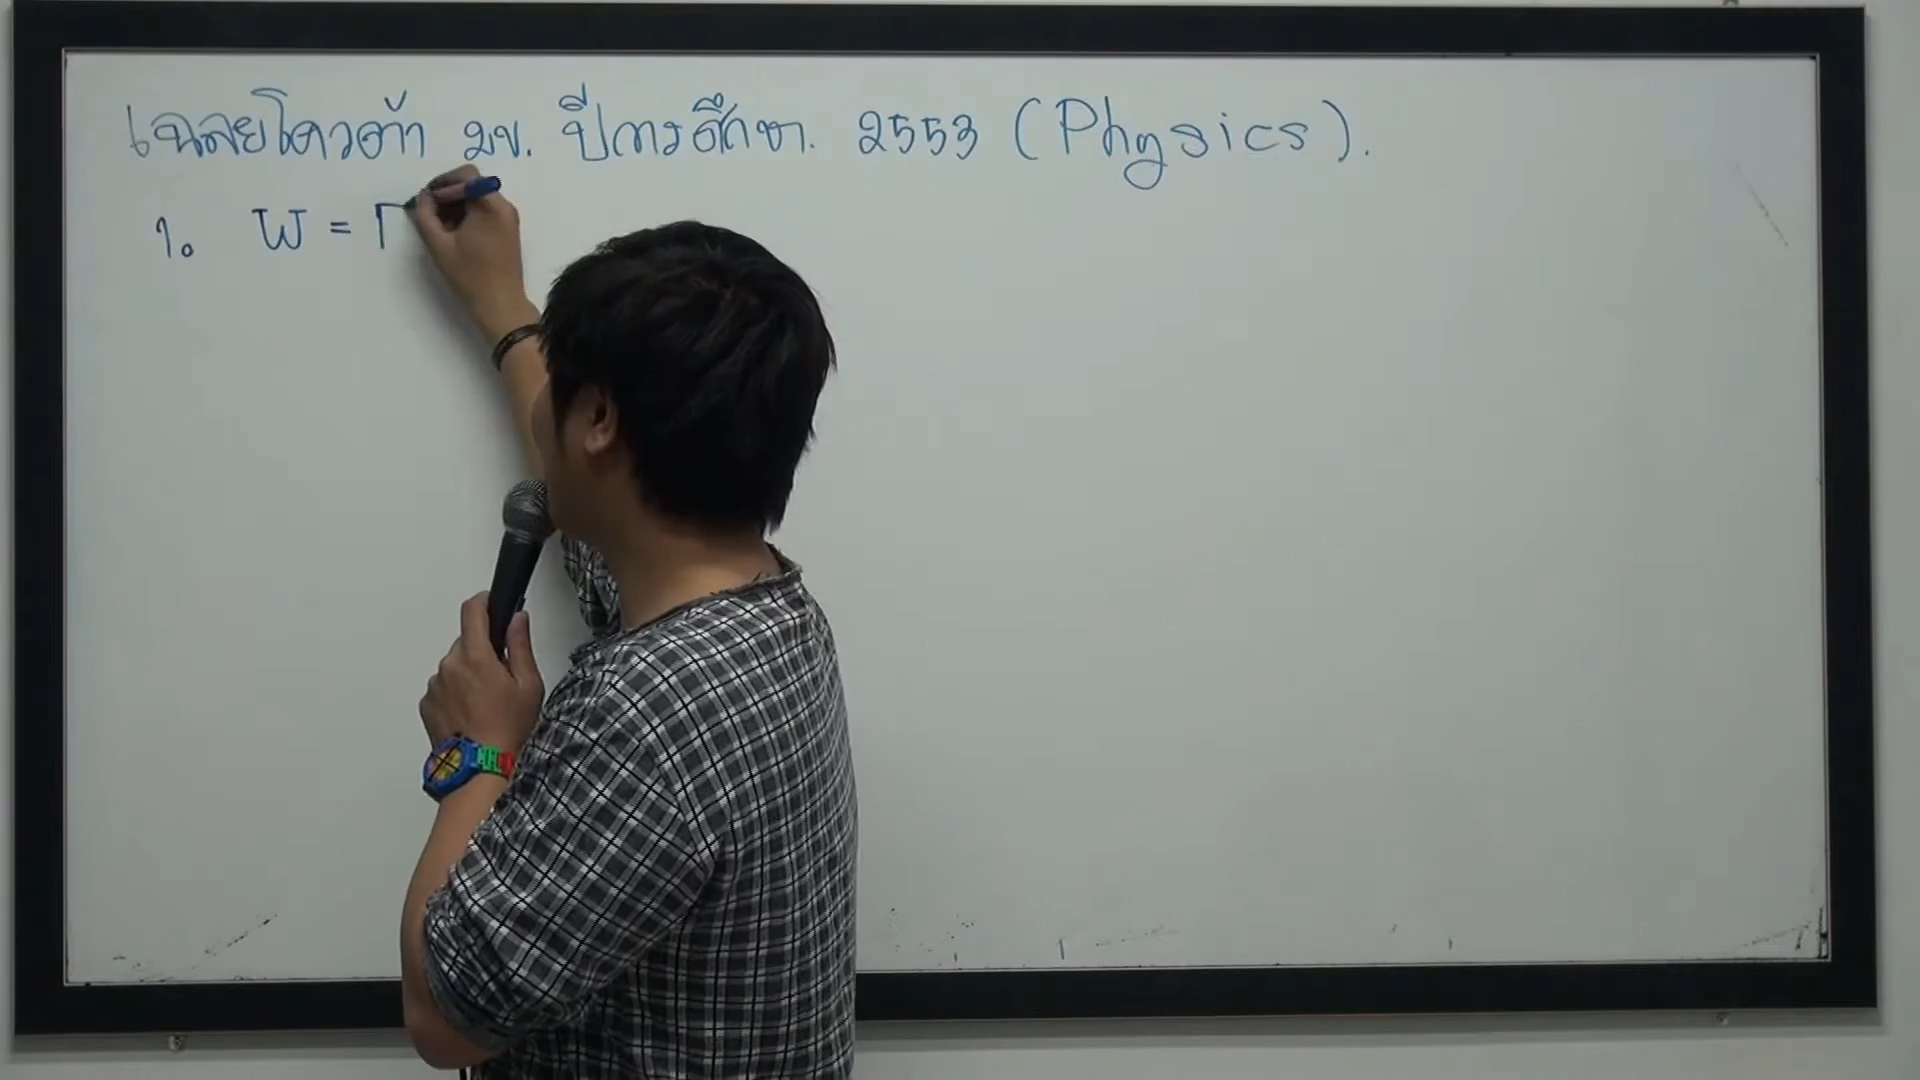 เฉลยโควต้า มข. ปีการศึกษา. 2553 (Physics).
1. W =